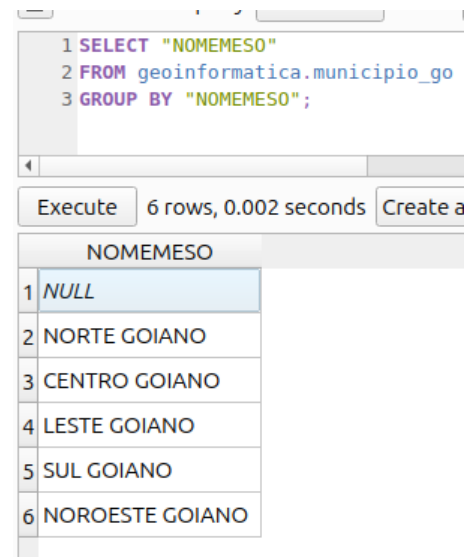 1 SELECT "NOMEMESO"
2 FROM geoinformatica.municipio_go
3 GROUP BY "NOMEMESO";
Execute 6 rows, 0.002 seconds Create a
NOMEMESO
1 NULL
2 NORTE GOIANO
3 CENTRO GOIANO
4 LESTE GOIANO
5 SUL GOIANO
6 NOROESTE GOIANO